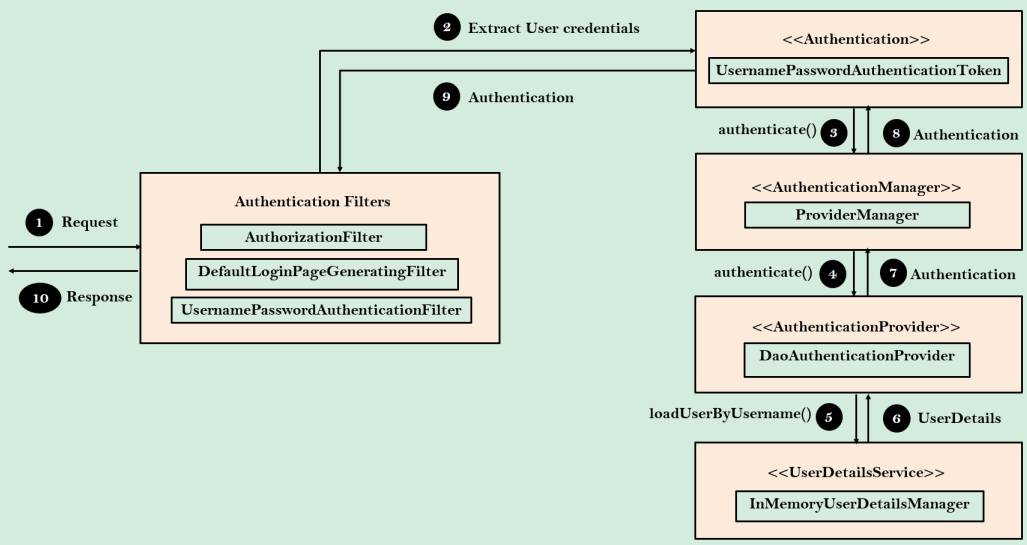 2 Extract User credentials
9 Authentication
<<Authentication>>
UsernamePasswordAuthenticationToken
authenticate() 3
8 Authentication
<<AuthenticationManager>>
ProviderManager
authenticate() 4
7 Authentication
<<AuthenticationProvider>>
DaoAuthenticationProvider
loadUserByUsername() 5
6 UserDetails
<<UserDetailsService>>
InMemoryUserDetailsManager
1 Request
10 Response
Authentication Filters
AuthorizationFilter
DefaultLoginPageGeneratingFilter
UsernamePasswordAuthenticationFilter